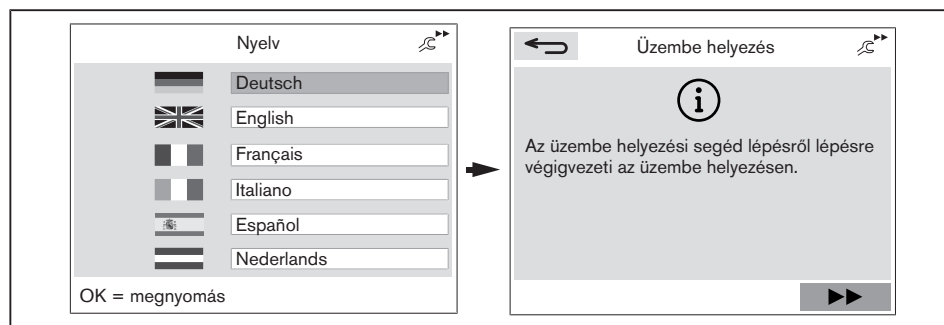 Nyelv
Deutsch
English
Français
Italiano
Español
Nederlands
OK = megnyomás
Üzembe helyezés
i
Az üzembe helyezési segéd lépésről lépésre
végigvezeti az üzembe helyezésen.